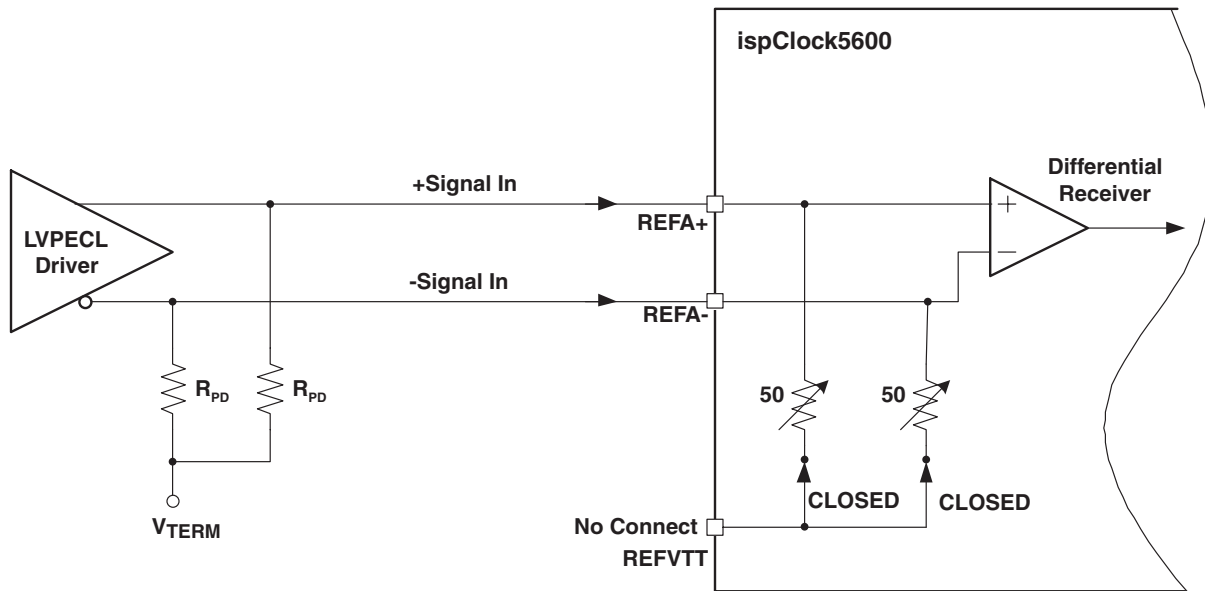 ispClock5600
+Signal In
Differential
Receiver
REFA+
+
LVPECL
Driver
-
-Signal In
REFA-
R_PD
R_PD
50
50
V_TERM
CLOSED
CLOSED
No Connect
REFVTT